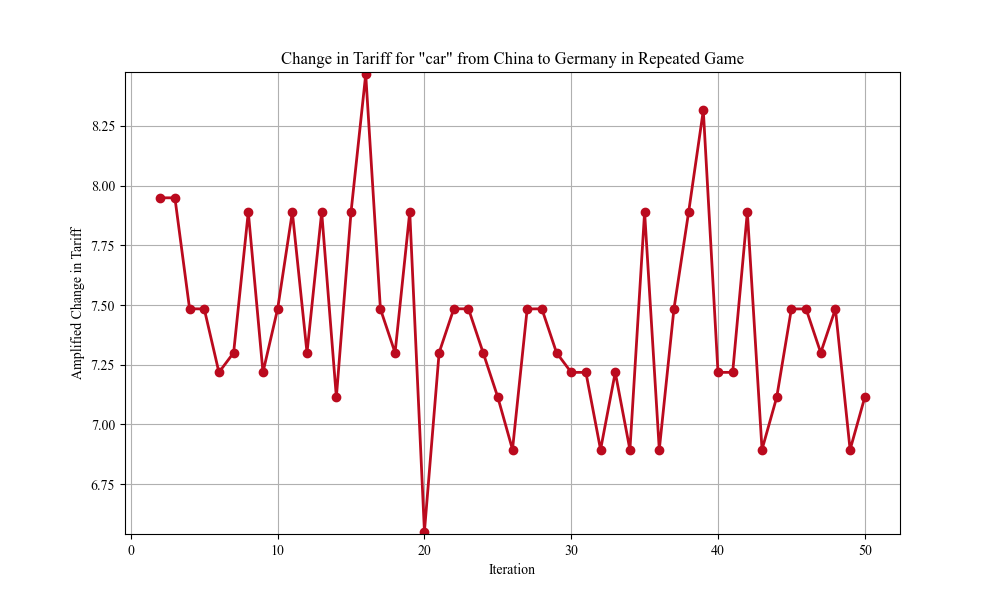 Change in Tariff for "car" from China to Germany in Repeated Game
Amplified Change in Tariff
8.25
8.00
7.75
7.50
7.25
7.00
6.75
0 10 20 30 40 50
Iteration